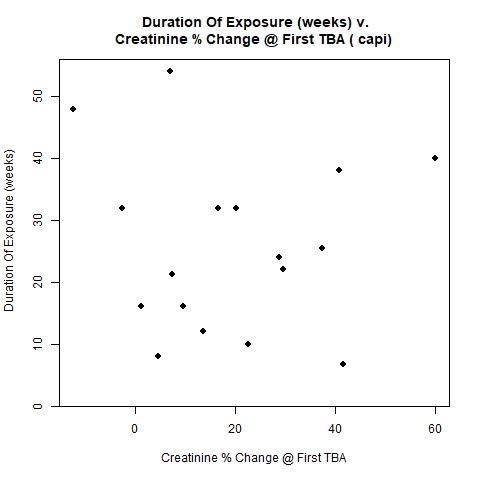 Duration Of Exposure (weeks) v.
Creatinine % Change @ First TBA ( capi)
Duration Of Exposure (weeks)
50
40
30
20
10
0
0 20 40 60
Creatinine % Change @ First TBA